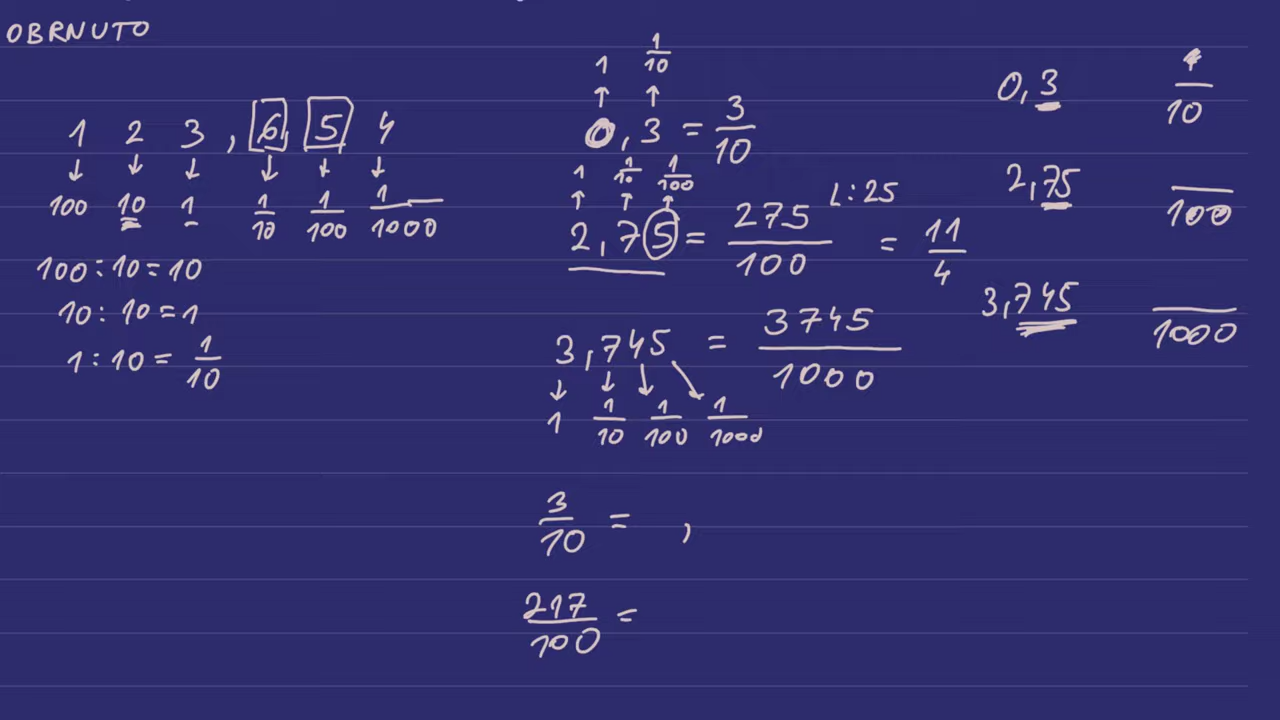 OBRNUTO
1 2 3 , 6 5 4
100 10 1 1/10 1/100 1/1000
100 : 10 = 10
10 : 10 = 1
1 : 10 = 1/10
1 1/10
0,3 = 3/10
1 1/10 1/100
2,75 = 275/100 L:25 = 11/4
3,745 = 3745/1000
1 1/10 1/100 1/1000
3/10 = ,
217/100 =
0,3 /10
2,75 /100
3,745 /1000